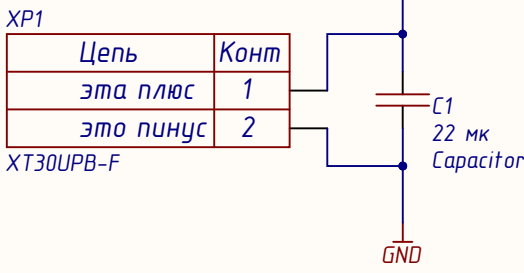 XP1
Цепь Конт
эта плюс 1
это пинус 2
XT30UPB-F
C1
22 мк
Capacitor
GND